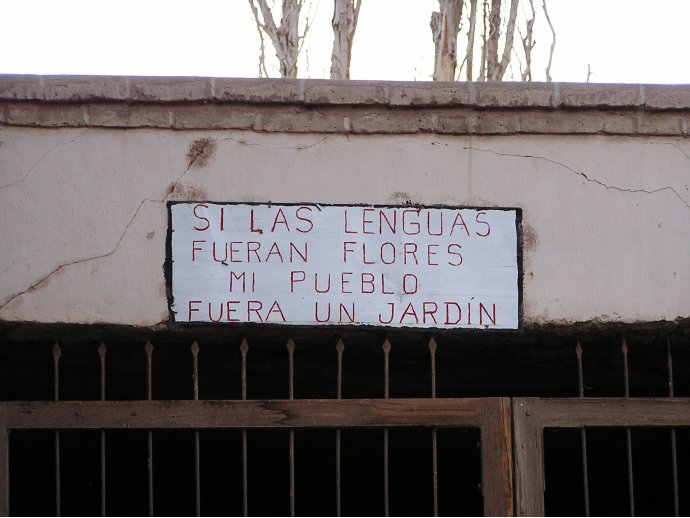 SI LAS LENGUAS
FUERAN FLORES
MI PUEBLO
FUERA UN JARDÍN